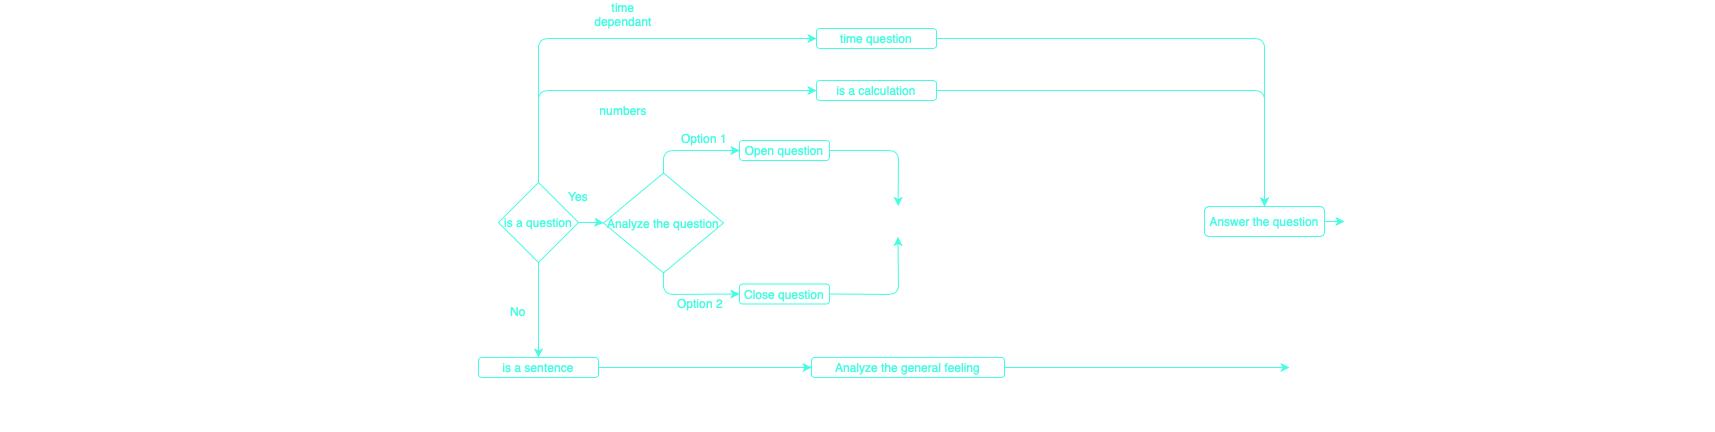 time
dependant
time question
is a calculation
numbers
Option 1
Open question
Yes
is a question
Analyze the question
Answer the question
Close question
Option 2
No
is a sentence
Analyze the general feeling